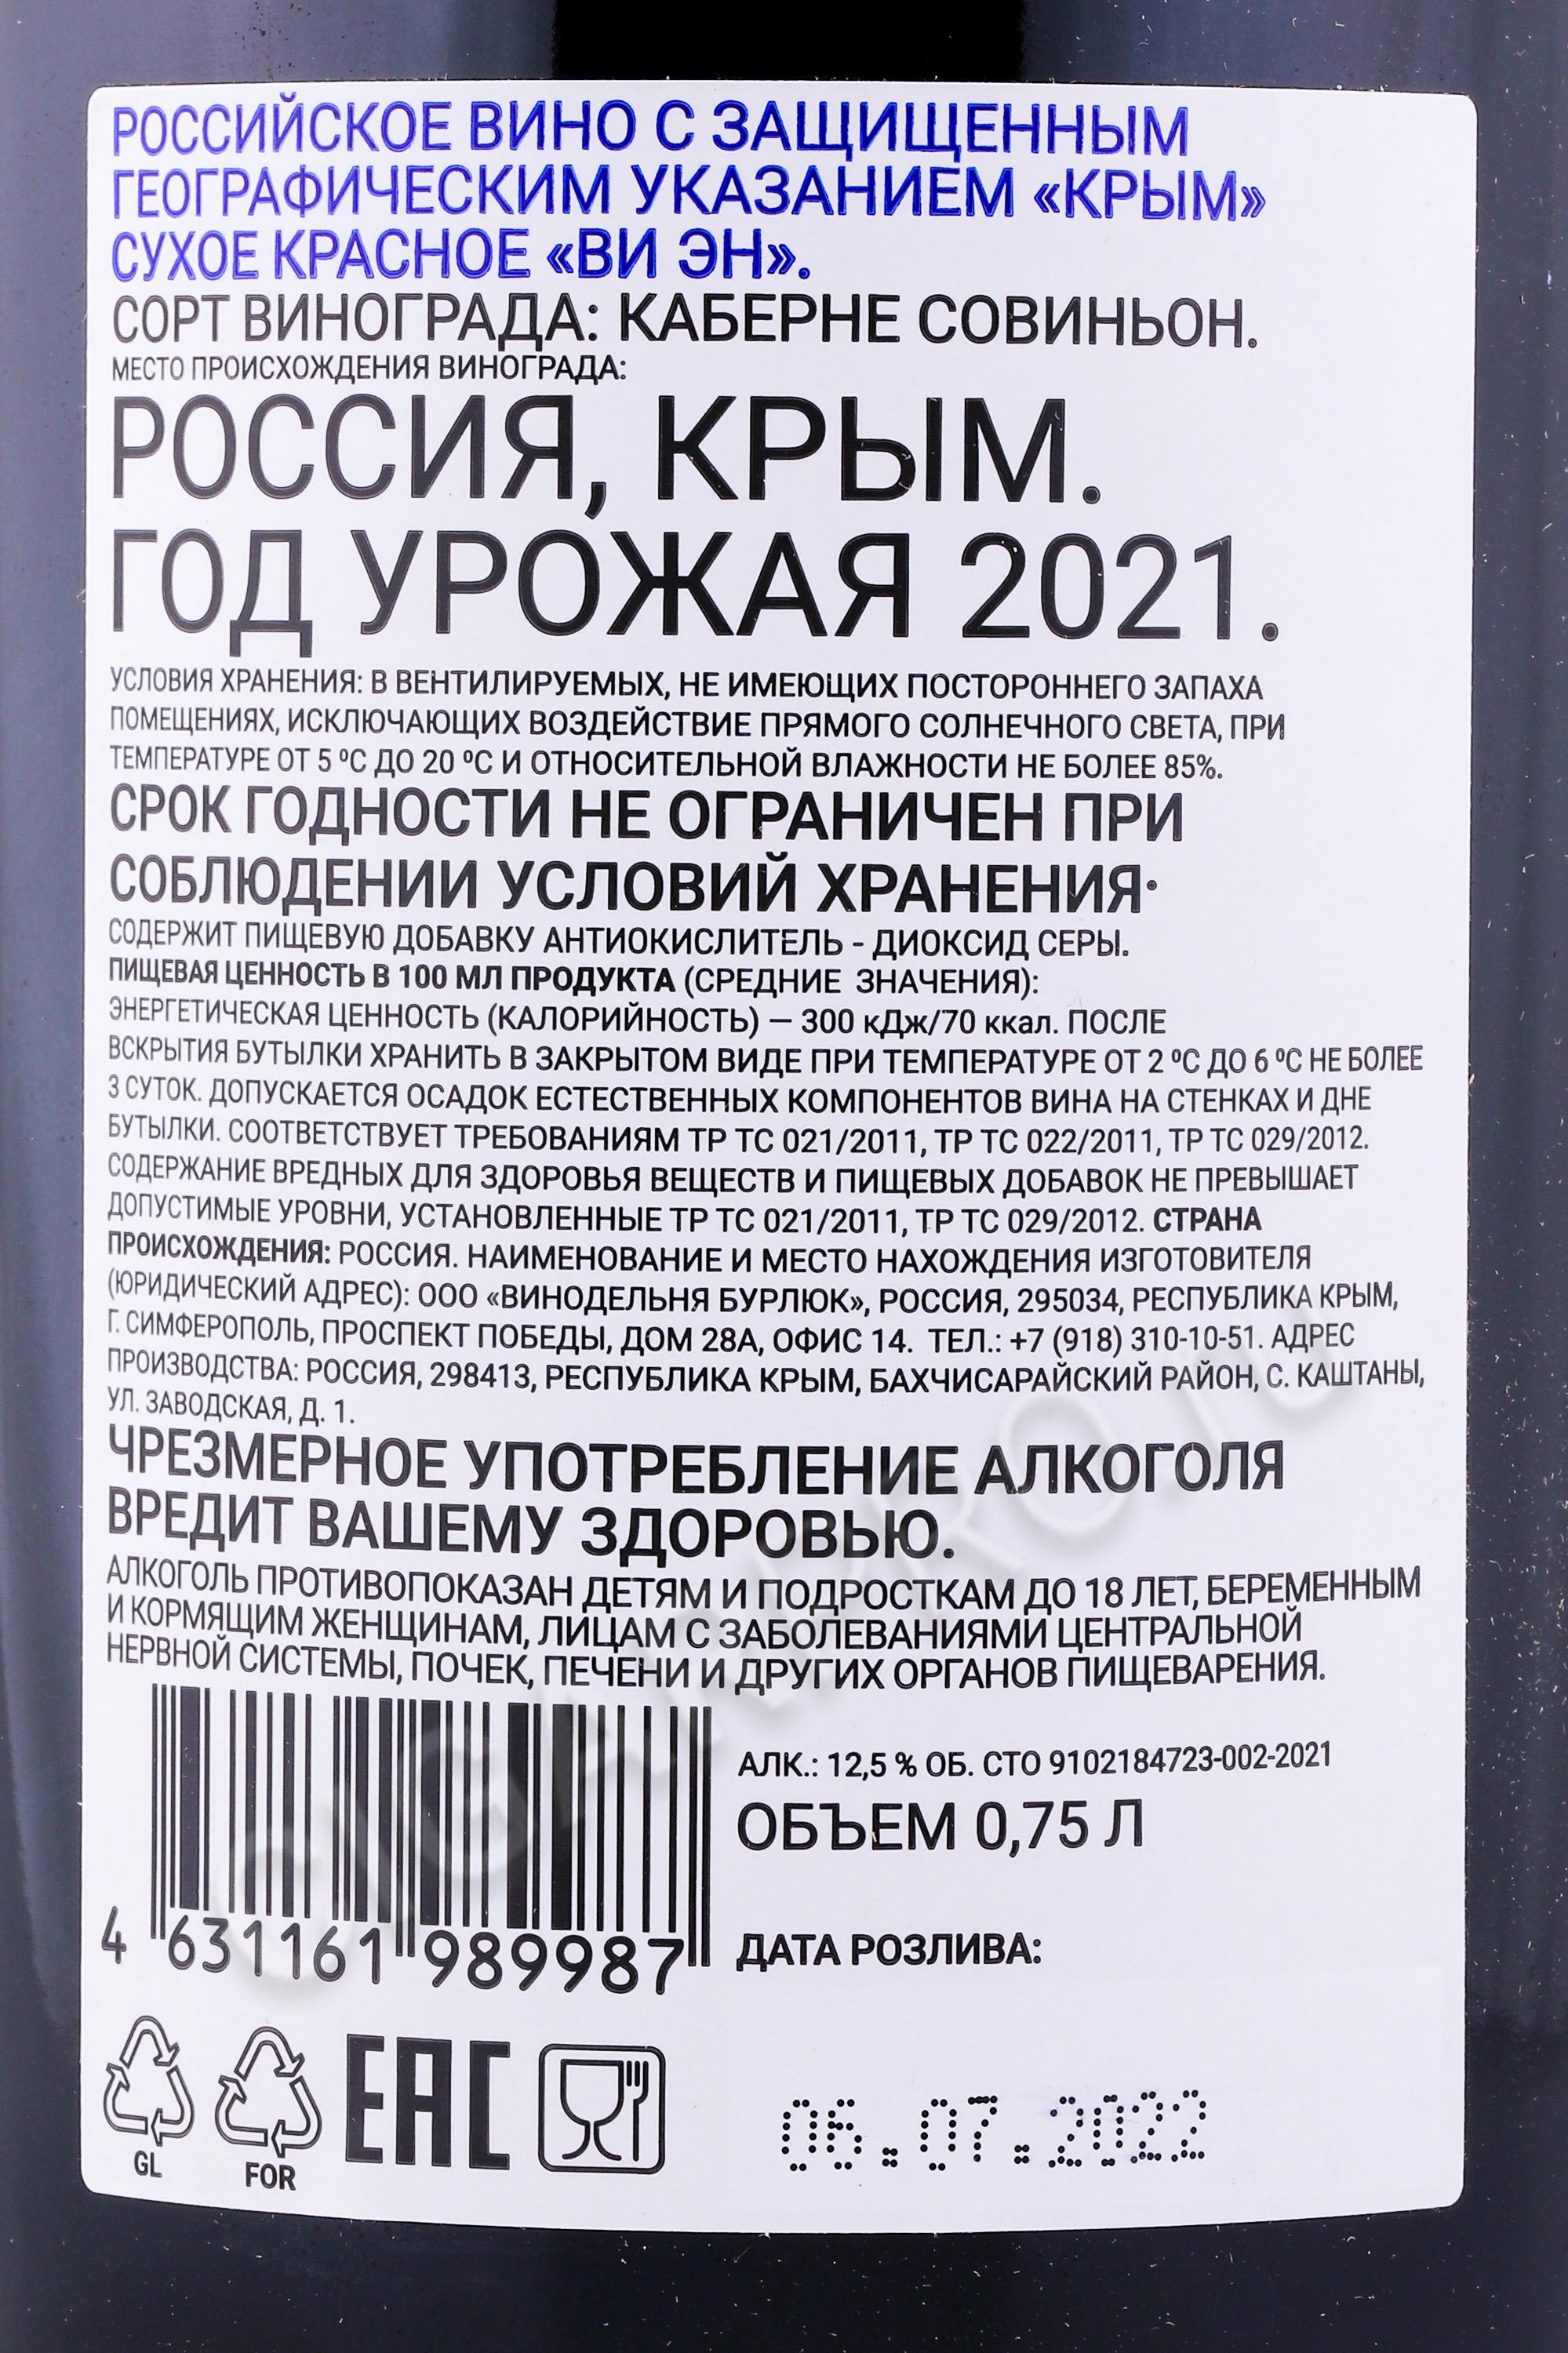 РОССИЙСКОЕ ВИНО С ЗАЩИЩЕННЫМ
ГЕОГРАФИЧЕСКИМ УКАЗАНИЕМ «КРЫМ»
СУХОЕ КРАСНОЕ «ВИ ЭН».
СОРТ ВИНОГРАДА: КАБЕРНЕ СОВИНЬОН.
МЕСТО ПРОИСХОЖДЕНИЯ ВИНОГРАДА:
РОССИЯ, КРЫМ.
ГОД УРОЖАЯ 2021.
УСЛОВИЯ ХРАНЕНИЯ: В ВЕНТИЛИРУЕМЫХ, НЕ ИМЕЮЩИХ ПОСТОРОННЕГО ЗАПАХА
ПОМЕЩЕНИЯХ, ИСКЛЮЧАЮЩИХ ВОЗДЕЙСТВИЕ ПРЯМОГО СОЛНЕЧНОГО СВЕТА, ПРИ
ТЕМПЕРАТУРЕ ОТ 5 ºС ДО 20 ºС И ОТНОСИТЕЛЬНОЙ ВЛАЖНОСТИ НЕ БОЛЕЕ 85%.
СРОК ГОДНОСТИ НЕ ОГРАНИЧЕН ПРИ
СОБЛЮДЕНИИ УСЛОВИЙ ХРАНЕНИЯ·
СОДЕРЖИТ ПИЩЕВУЮ ДОБАВКУ АНТИОКИСЛИТЕЛЬ - ДИОКСИД СЕРЫ.
ПИЩЕВАЯ ЦЕННОСТЬ В 100 МЛ ПРОДУКТА (СРЕДНИЕ ЗНАЧЕНИЯ):
ЭНЕРГЕТИЧЕСКАЯ ЦЕННОСТЬ (КАЛОРИЙНОСТЬ) — 300 кДж/70 ккал. ПОСЛЕ
ВСКРЫТИЯ БУТЫЛКИ ХРАНИТЬ В ЗАКРЫТОМ ВИДЕ ПРИ ТЕМПЕРАТУРЕ ОТ 2 ºС ДО 6 ºС НЕ БОЛЕЕ
3 СУТОК. ДОПУСКАЕТСЯ ОСАДОК ЕСТЕСТВЕННЫХ КОМПОНЕНТОВ ВИНА НА СТЕНКАХ И ДНЕ
БУТЫЛКИ. СООТВЕТСТВУЕТ ТРЕБОВАНИЯМ ТР ТС 021/2011, ТР ТС 022/2011, ТР ТС 029/2012.
СОДЕРЖАНИЕ ВРЕДНЫХ ДЛЯ ЗДОРОВЬЯ ВЕЩЕСТВ И ПИЩЕВЫХ ДОБАВОК НЕ ПРЕВЫШАЕТ
ДОПУСТИМЫЕ УРОВНИ, УСТАНОВЛЕННЫЕ ТР ТС 021/2011, ТР ТС 029/2012. СТРАНА
ПРОИСХОЖДЕНИЯ: РОССИЯ. НАИМЕНОВАНИЕ И МЕСТО НАХОЖДЕНИЯ ИЗГОТОВИТЕЛЯ
(ЮРИДИЧЕСКИЙ АДРЕС): ООО «ВИНОДЕЛЬНЯ БУРЛЮК», РОССИЯ, 295034, РЕСПУБЛИКА КРЫМ,
Г. СИМФЕРОПОЛЬ, ПРОСПЕКТ ПОБЕДЫ, ДОМ 28А, ОФИС 14. ТЕЛ.: +7 (918) 310-10-51. АДРЕС
ПРОИЗВОДСТВА: РОССИЯ, 298413, РЕСПУБЛИКА КРЫМ, БАХЧИСАРАЙСКИЙ РАЙОН, С. КАШТАНЫ,
УЛ. ЗАВОДСКАЯ, Д. 1.
ЧРЕЗМЕРНОЕ УПОТРЕБЛЕНИЕ АЛКОГОЛЯ
ВРЕДИТ ВАШЕМУ ЗДОРОВЬЮ.
АЛКОГОЛЬ ПРОТИВОПОКАЗАН ДЕТЯМ И ПОДРОСТКАМ ДО 18 ЛЕТ, БЕРЕМЕННЫМ
И КОРМЯЩИМ ЖЕНЩИНАМ, ЛИЦАМ С ЗАБОЛЕВАНИЯМИ ЦЕНТРАЛЬНОЙ
НЕРВНОЙ СИСТЕМЫ, ПОЧЕК, ПЕЧЕНИ И ДРУГИХ ОРГАНОВ ПИЩЕВАРЕНИЯ.
АЛК.: 12,5 % ОБ. СТО 9102184723-002-2021
ОБЪЕМ 0,75 Л
4 631161 989987
ДАТА РОЗЛИВА:
06.07.2022
EAC
GL
FOR
CIGARPRO.ru